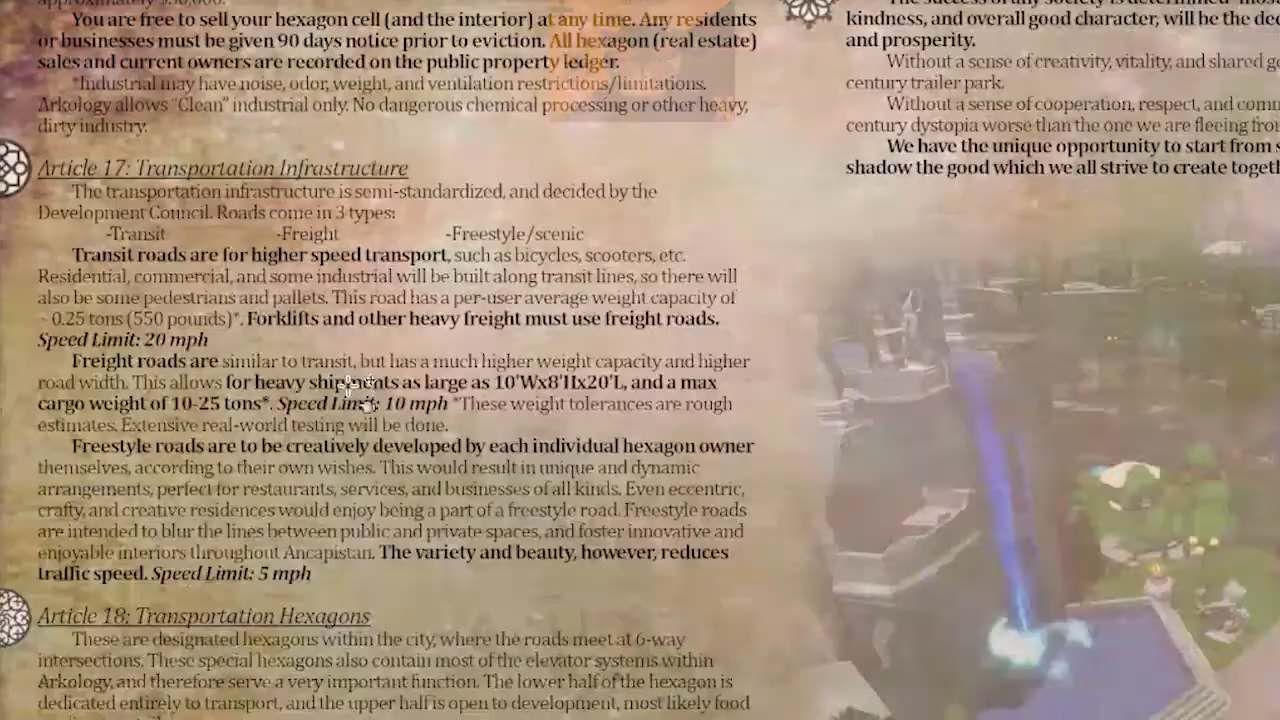 approximately $50,000.
You are free to sell your hexagon cell (and the interior) at any time. Any residents
or businesses must be given 90 days notice prior to eviction. All hexagon (real estate)
sales and current owners are recorded on the public property ledger.
*Industrial may have noise, odor, weight, and ventilation restrictions/limitations.
Arkology allows "Clean" industrial only. No dangerous chemical processing or other heavy,
dirty industry.
Article 17: Transportation Infrastructure
The transportation infrastructure is semi-standardized, and decided by the
Development Council. Roads come in 3 types:
-Transit -Freight -Freestyle/scenic
Transit roads are for higher speed transport, such as bicycles, scooters, etc.
Residential, commercial, and some industrial will be built along transit lines, so there will
also be some pedestrians and pallets. This road has a per-user average weight capacity of
~ 0.25 tons (550 pounds)*. Forklifts and other heavy freight must use freight roads.
Speed Limit: 20 mph
Freight roads are similar to transit, but has a much higher weight capacity and higher
road width. This allows for heavy shipments as large as 10'Wx8'Hx20'L, and a max
cargo weight of 10-25 tons*. Speed Limit: 10 mph *These weight tolerances are rough
estimates. Extensive real-world testing will be done.
Freestyle roads are to be creatively developed by each individual hexagon owner
themselves, according to their own wishes. This would result in unique and dynamic
arrangements, perfect for restaurants, services, and businesses of all kinds. Even eccentric,
crafty, and creative residences would enjoy being a part of a freestyle road. Freestyle roads
are intended to blur the lines between public and private spaces, and foster innovative and
enjoyable interiors throughout Ancapistan. The variety and beauty, however, reduces
traffic speed. Speed Limit: 5 mph
Article 18: Transportation Hexagons
These are designated hexagons within the city, where the roads meet at 6-way
intersections. These special hexagons also contain most of the elevator systems within
Arkology, and therefore serve a very important function. The lower half of the hexagon is
dedicated entirely to transport, and the upper half is open to development, most likely food
The success of any society is determined
kindness, and overall good character, will be the
and prosperity.
Without a sense of creativity, vitality, and shared
century trailer park.
Without a sense of cooperation, respect, and
century dystopia worse than the one we are fleeing
We have the unique opportunity to start from
shadow the good which we all strive to create